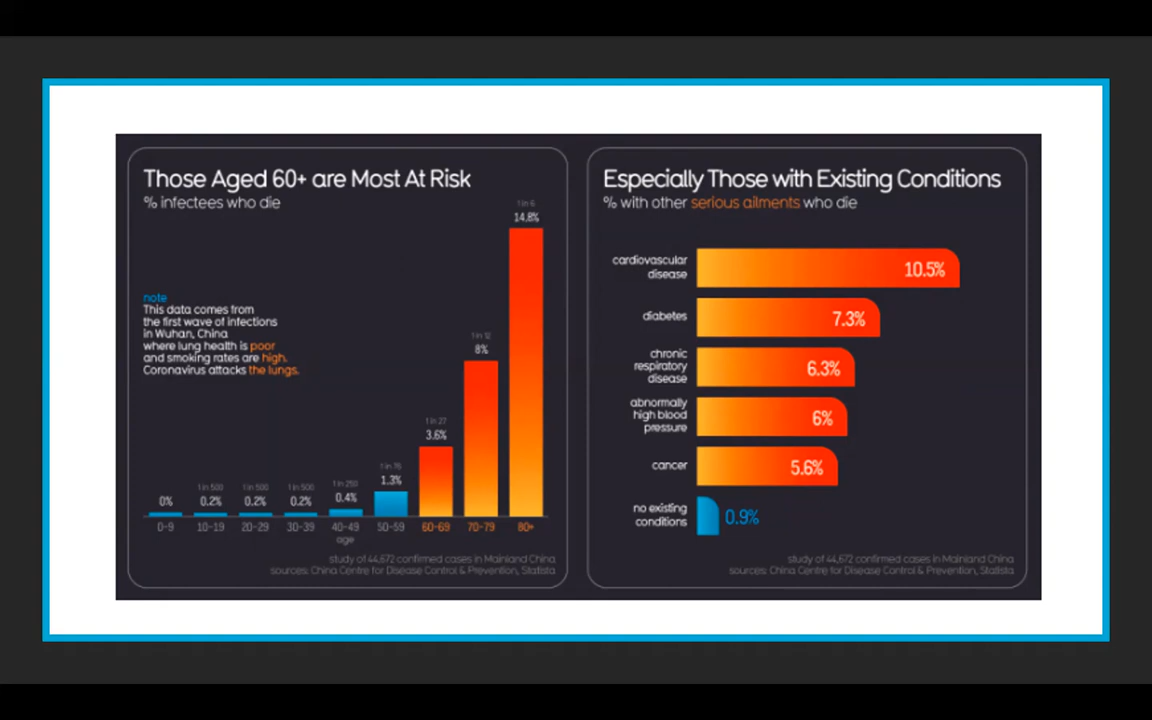 Those Aged 60+ are Most At Risk
% infectees who die
note
This data comes from
the first wave of infections
in Wuhan, China
where lung health is poor
and smoking rates are high.
Coronavirus attacks the lungs.
0%
1 in 500
0.2%
1 in 500
0.2%
1 in 500
0.2%
1 in 250
0.4%
1 in 76
1.3%
1 in 27
3.6%
1 in 12
8%
1 in 6
14.8%
0-9 10-19 20-29 30-39 40-49 50-59 60-69 70-79 80+
age
study of 44,672 confirmed cases in Mainland China
sources: China Centre for Disease Control & Prevention, Statista
Especially Those with Existing Conditions
% with other serious ailments who die
cardiovascular
disease
10.5%
diabetes
7.3%
chronic
respiratory
disease
6.3%
abnormally
high blood
pressure
6%
cancer
5.6%
no existing
conditions
0.9%
study of 44,672 confirmed cases in Mainland China
sources: China Centre for Disease Control & Prevention, Statista